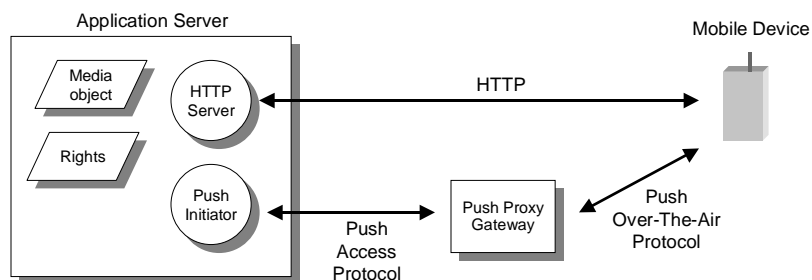 Application Server
Mobile Device
Media
object
HTTP
Server
HTTP
Rights
Push
Initiator
Push
Access
Protocol
Push Proxy
Gateway
Push
Over-The-Air
Protocol